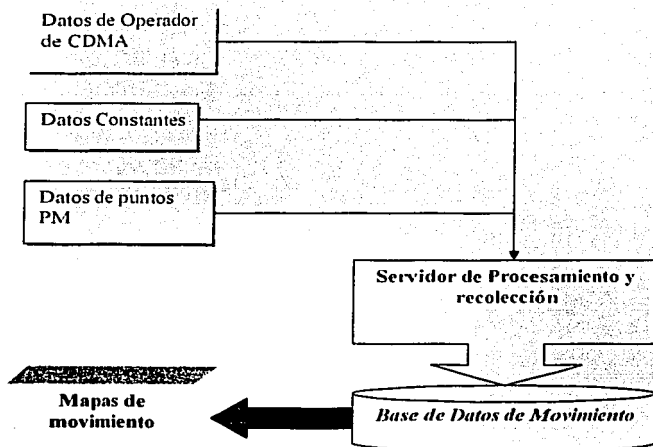 Datos de Operador
de CDMA
Datos Constantes
Datos de puntos
PM
Servidor de Procesamiento y
recolección
Mapas de
movimiento
Base de Datos de Movimiento